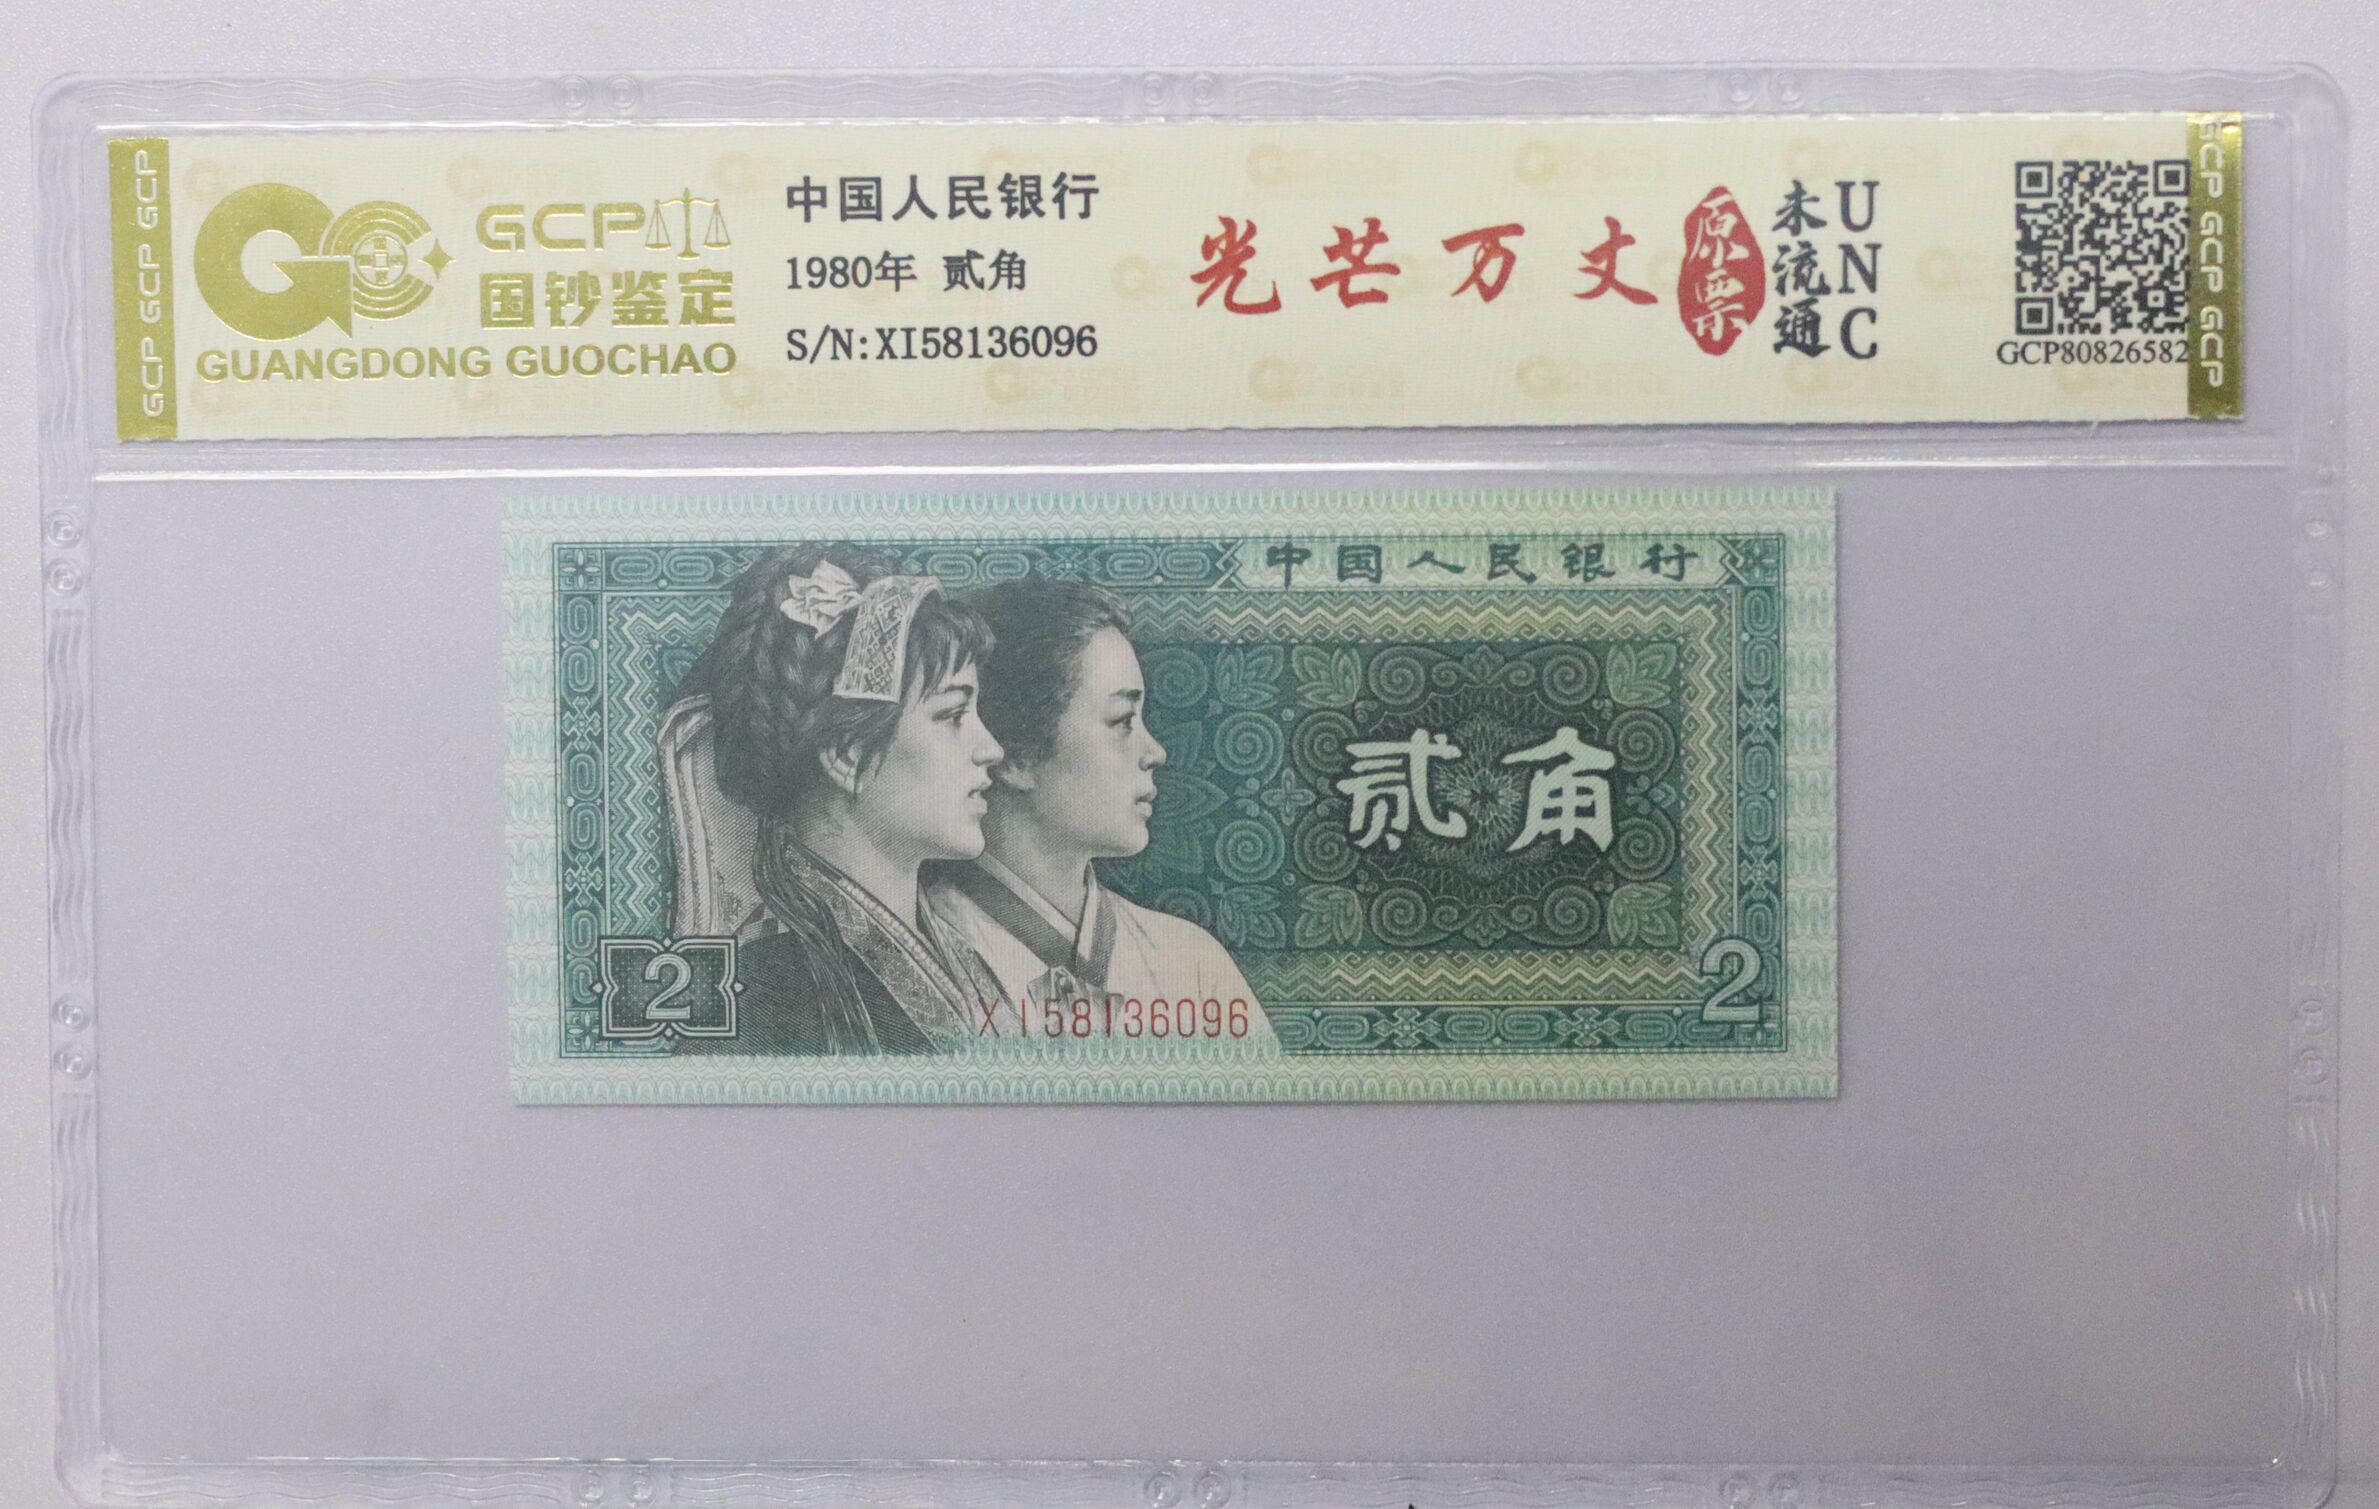 GCP GCP GCP
GCP
国钞鉴定
GUANGDONG GUOCHAO
中国人民银行
1980年 贰角
S/N:XI58136096
光芒万丈
原票
未流通
UNC
GCP80826582
GCP GCP GCP
中国人民银行
贰角
2
XI58136096
2